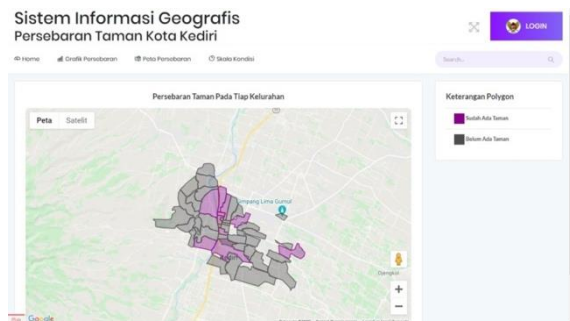 Sistem Informasi Geografis
Persebaran Taman Kota Kediri
LOGIN
Home
Grafik Persebaran
Peta Persebaran
Skala Kondisi
Search...
Persebaran Taman Pada Tiap Kelurahan
Keterangan Polygon
Peta
Satelit
Sudah Ada Taman
Belum Ada Taman
Simpang Lima Gumul
Google